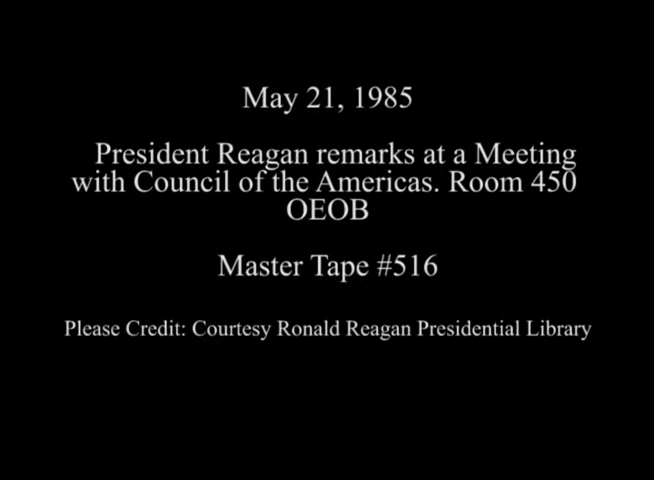 May 21, 1985
President Reagan remarks at a Meeting
with Council of the Americas. Room 450
OEOB
Master Tape #516
Please Credit: Courtesy Ronald Reagan Presidential Library